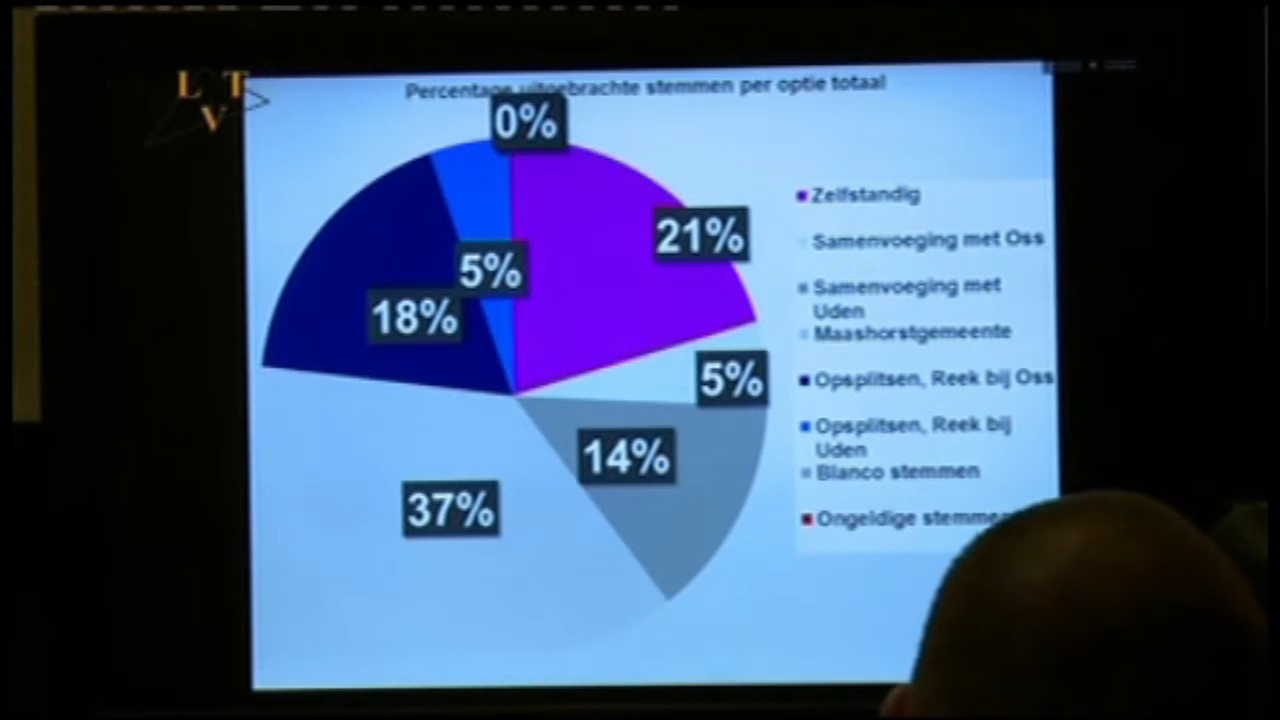 L T
V
Percentage uitgebrachte stemmen per optie totaal
0%
21%
5%
18%
5%
14%
37%
Zelfstandig
Samenvoeging met Oss
Samenvoeging met
Uden
Maashorstgemeente
Opsplitsen, Reek bij Oss
Opsplitsen, Reek bij
Uden
Blanco stemmen
Ongeldige stemmen